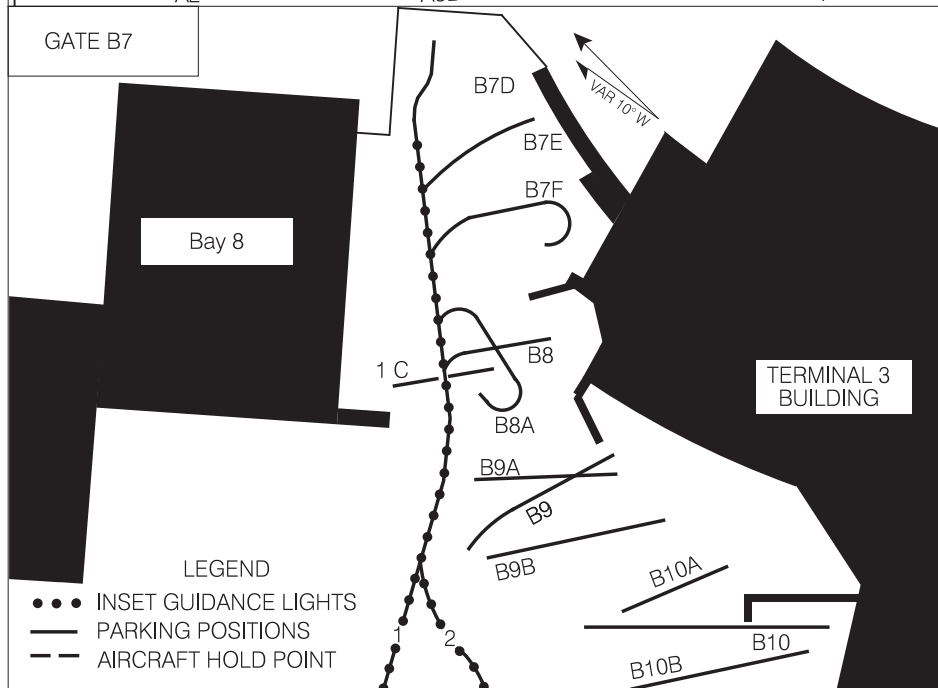 GATE B7
B7D
VAR 10° W
B7E
B7F
Bay 8
B8
1 C
TERMINAL 3
BUILDING
B8A
B9A
B9
B9B
B10A
LEGEND
INSET GUIDANCE LIGHTS
PARKING POSITIONS
AIRCRAFT HOLD POINT
1
2
B10
B10B